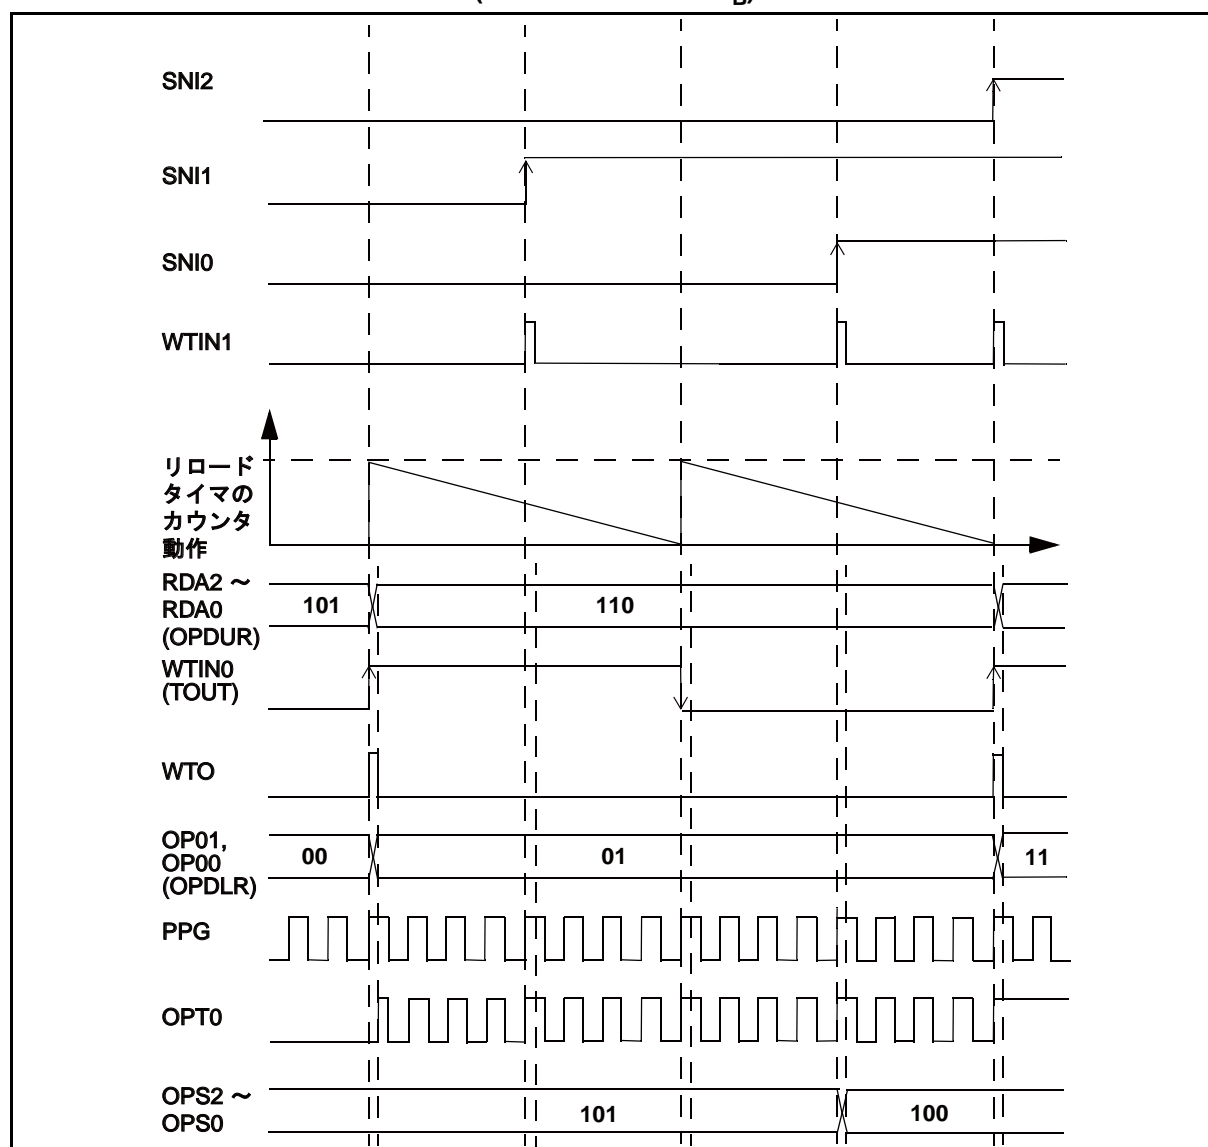 SNI2
SNI1
SNI0
WTIN1
リロード
タイマの
カウンタ
動作
RDA2 ～
RDA0
(OPDUR)
101
110
WTIN0
(TOUT)
WTO
OP01,
OP00
(OPDLR)
00
01
11
PPG
OPT0
OPS2 ～
OPS0
101
100